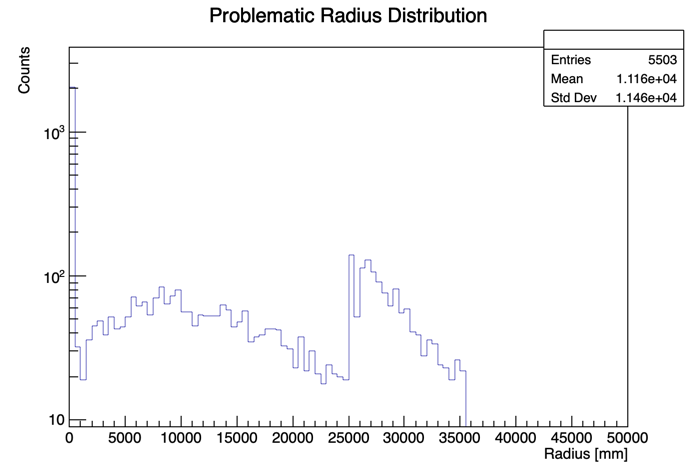 Problematic Radius Distribution
Counts
Entries 5503
Mean 1.116e+04
Std Dev 1.146e+04
10³
10²
10
0 5000 10000 15000 20000 25000 30000 35000 40000 45000 50000
Radius [mm]